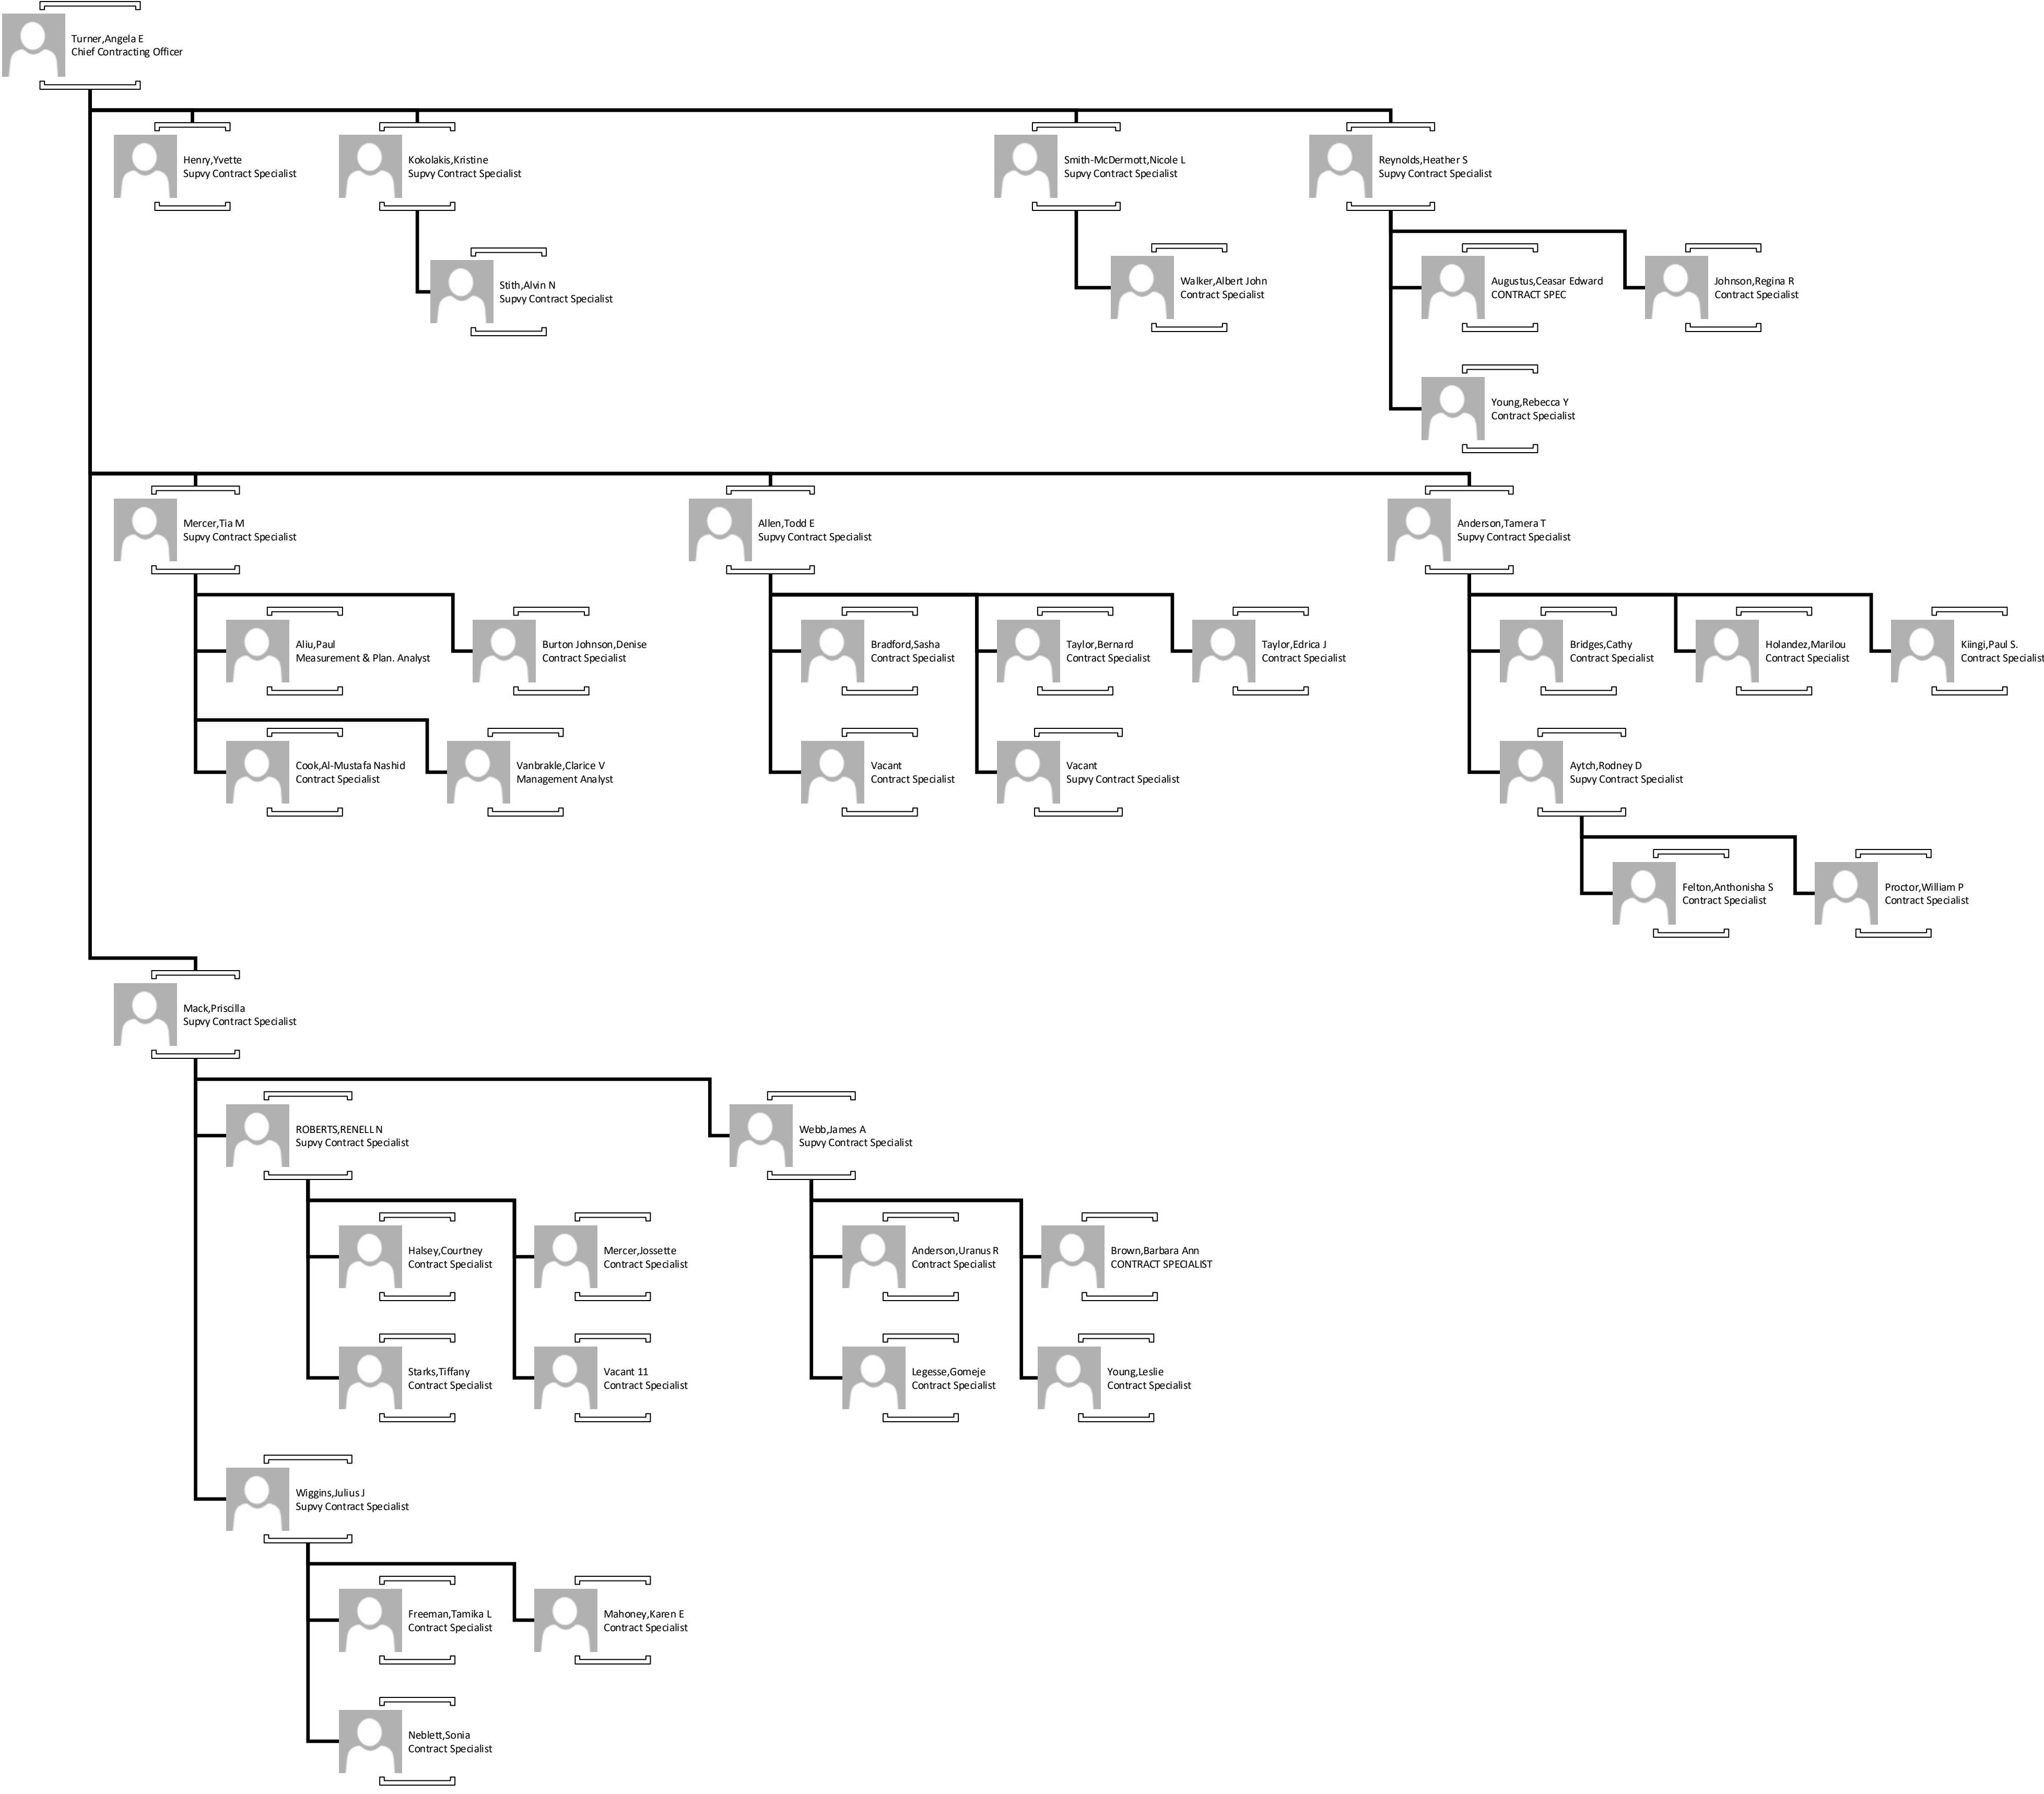 Turner,Angela E
Chief Contracting Officer
Henry,Yvette
Supvy Contract Specialist
Kokolakis,Kristine
Supvy Contract Specialist
Smith-McDermott,Nicole L
Supvy Contract Specialist
Reynolds,Heather S
Supvy Contract Specialist
Stith,Alvin N
Supvy Contract Specialist
Walker,Albert John
Contract Specialist
Augustus,Ceasar Edward
CONTRACT SPEC
Johnson,Regina R
Contract Specialist
Young,Rebecca Y
Contract Specialist
Mercer,Tia M
Supvy Contract Specialist
Allen,Todd E
Supvy Contract Specialist
Anderson,Tamera T
Supvy Contract Specialist
Aliu,Paul
Measurement & Plan. Analyst
Burton Johnson,Denise
Contract Specialist
Bradford,Sasha
Contract Specialist
Taylor,Bernard
Contract Specialist
Taylor,Edrica J
Contract Specialist
Bridges,Cathy
Contract Specialist
Holandez,Marilou
Contract Specialist
Kiingi,Paul S.
Contract Specialist
Cook,Al-Mustafa Nashid
Contract Specialist
Vanbrakle,Clarice V
Management Analyst
Vacant
Contract Specialist
Vacant
Supvy Contract Specialist
Aytch,Rodney D
Supvy Contract Specialist
Felton,Anthonisha S
Contract Specialist
Proctor,William P
Contract Specialist
Mack,Priscilla
Supvy Contract Specialist
ROBERTS,RENELL N
Supvy Contract Specialist
Webb,James A
Supvy Contract Specialist
Halsey,Courtney
Contract Specialist
Mercer,Jossette
Contract Specialist
Anderson,Uranus R
Contract Specialist
Brown,Barbara Ann
CONTRACT SPECIALIST
Starks,Tiffany
Contract Specialist
Vacant 11
Contract Specialist
Legesse,Gomeje
Contract Specialist
Young,Leslie
Contract Specialist
Wiggins,Julius J
Supvy Contract Specialist
Freeman,Tamika L
Contract Specialist
Mahoney,Karen E
Contract Specialist
Neblett,Sonia
Contract Specialist